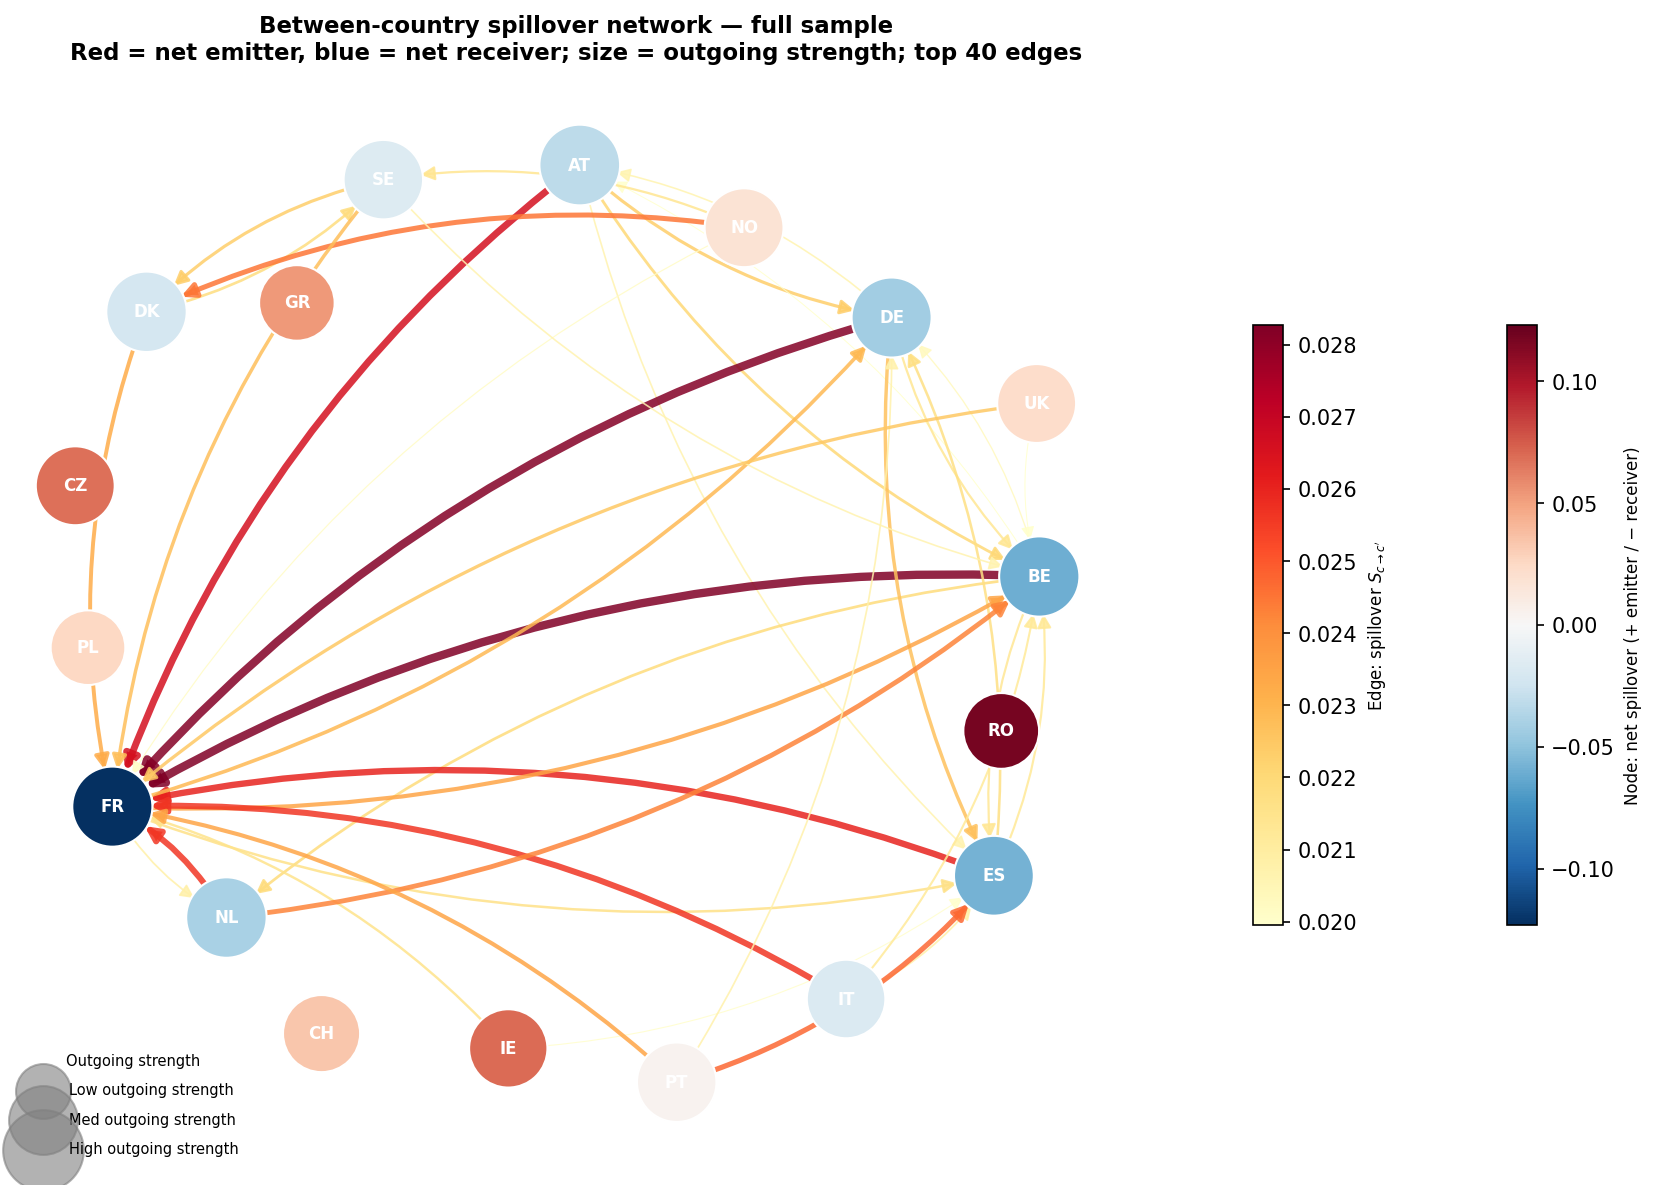 Between-country spillover network — full sample
Red = net emitter, blue = net receiver; size = outgoing strength; top 40 edges
SE
AT
NO
DK
GR
DE
UK
CZ
BE
PL
RO
FR
ES
NL
IT
CH
IE
PT
Outgoing strength
Low outgoing strength
Med outgoing strength
High outgoing strength
0.028
0.027
0.026
0.025
0.024
0.023
0.022
0.021
0.020
Edge: spillover S_{c→c'}
0.10
0.05
0.00
−0.05
−0.10
Node: net spillover (+ emitter / − receiver)